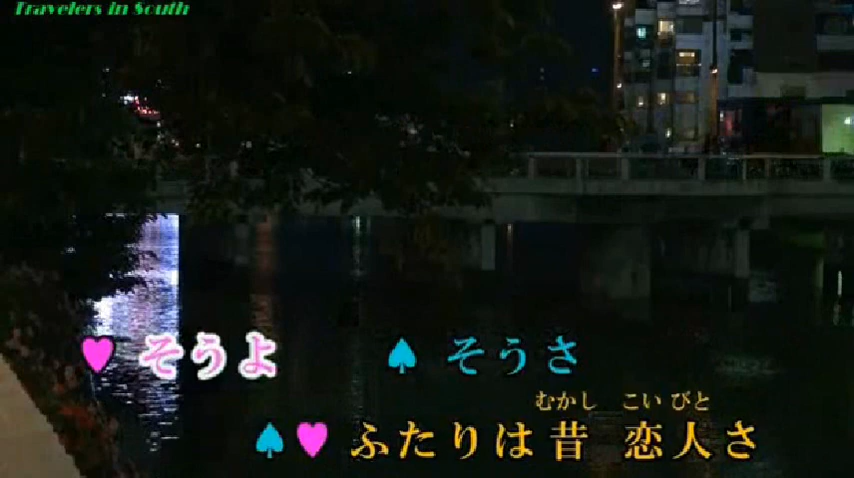 Travelers in South
♥ そうよ ♠ そうさ
むかし こいびと
♠♥ ふたりは昔 恋人さ